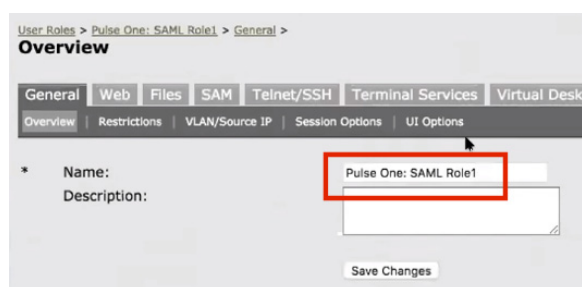 User Roles > Pulse One: SAML Role1 > General >
Overview
General Web Files SAM Telnet/SSH Terminal Services Virtual Desk
Overview | Restrictions | VLAN/Source IP | Session Options | UI Options
* Name: Pulse One: SAML Role1
Description:
Save Changes